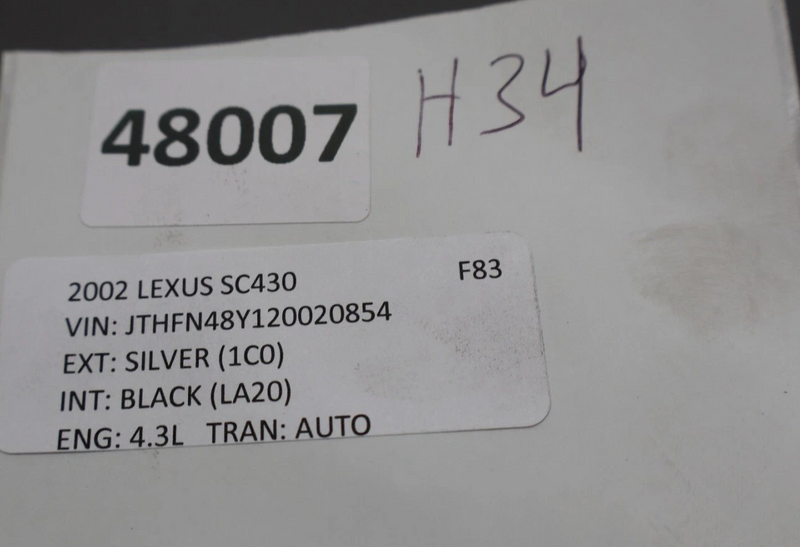 48007
H34
2002 LEXUS SC430 F83
VIN: JTHFN48Y120020854
EXT: SILVER (1C0)
INT: BLACK (LA20)
ENG: 4.3L TRAN: AUTO